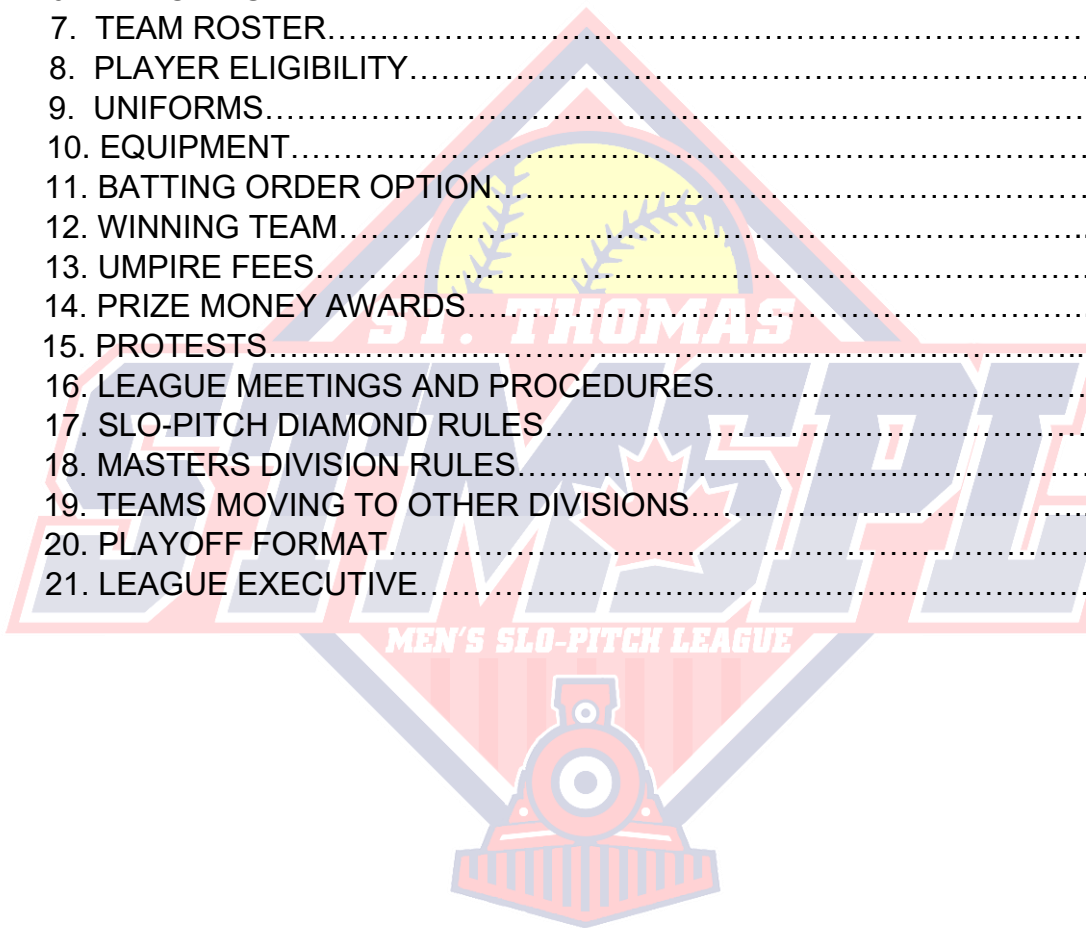 7. TEAM ROSTER……………………………………………………………
8. PLAYER ELIGIBILITY……………………………………………………
9. UNIFORMS…………………………………………………………………
10. EQUIPMENT………………………………………………………………
11. BATTING ORDER OPTION………………………………………………
12. WINNING TEAM……………………………………………………………
13. UMPIRE FEES………………………………………………………………
14. PRIZE MONEY AWARDS…………………………………………………
15. PROTESTS…………………………………………………………………
16. LEAGUE MEETINGS AND PROCEDURES……………………………
17. SLO-PITCH DIAMOND RULES……………………………………………
18. MASTERS DIVISION RULES………………………………………………
19. TEAMS MOVING TO OTHER DIVISIONS………………………………
20. PLAYOFF FORMAT…………………………………………………………
21. LEAGUE EXECUTIVE………………………………………………………
ST. THOMAS
STMSPL
MEN'S SLO-PITCH LEAGUE